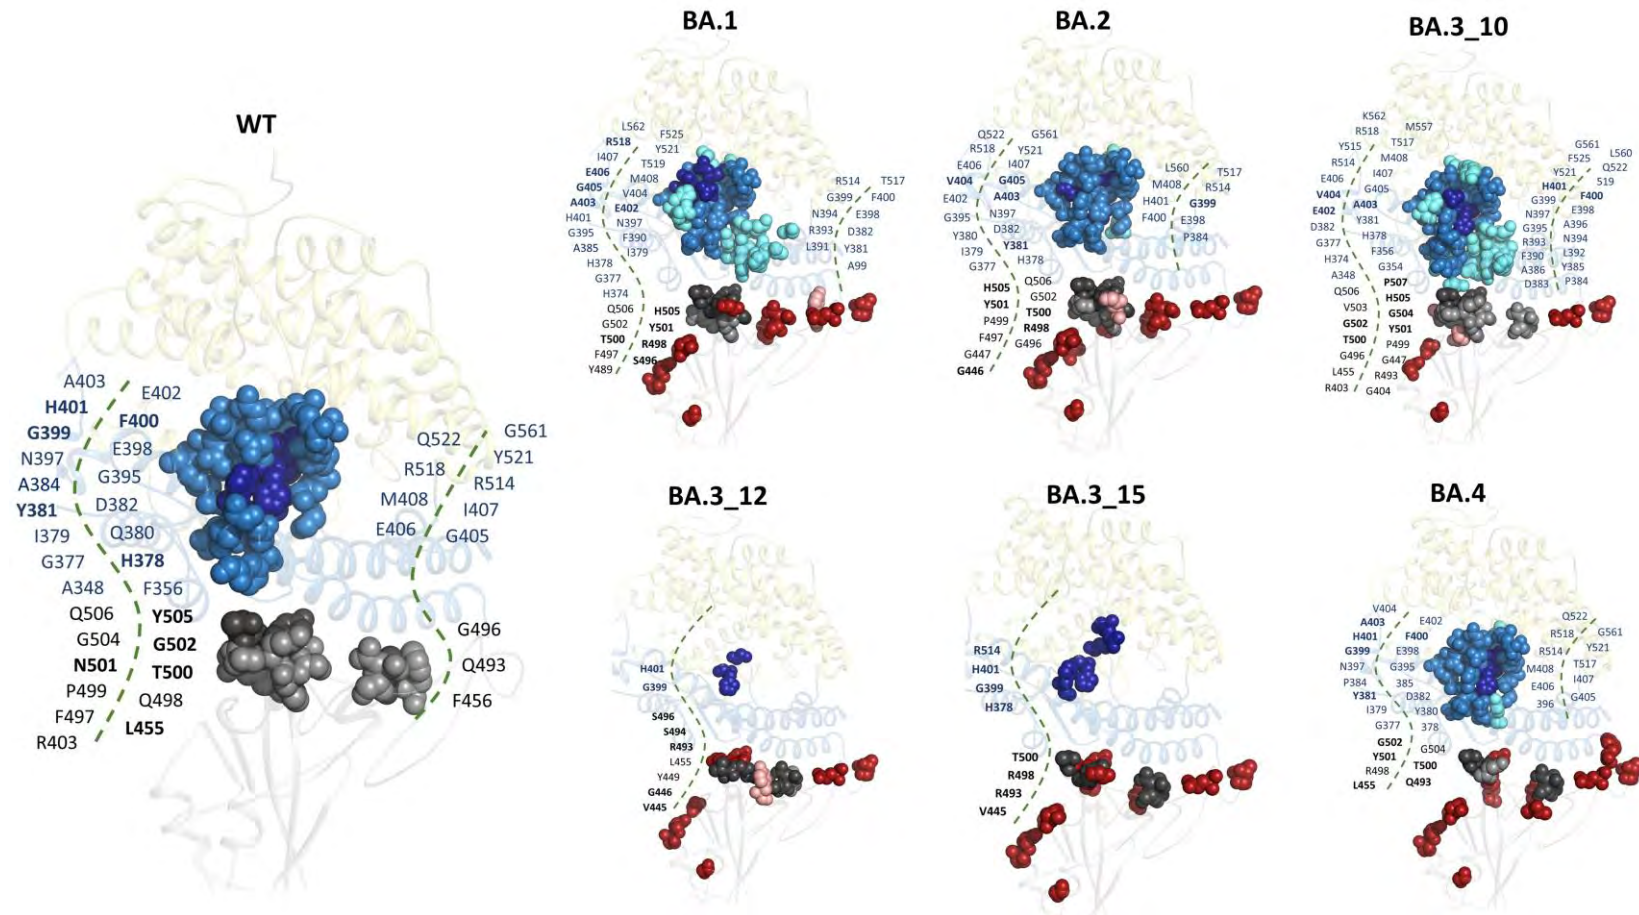 WT
A403
E402
H401
F400
G399
E398
N397
G395
A384
D382
Y381
Q380
I379
H378
G377
F356
A348
Q506
Y505
G504
G502
N501
T500
P499
Q498
F497
L455
R403
Q522
G561
Y521
R518
R514
M408
I407
E406
G405
G496
Q493
F456
BA.1
L562
F525
R518
Y521
I407
T519
E406
M408
G405
V404
A403
E402
H401
N397
G395
F390
A385
I379
H378
G377
H374
Q506
H505
G502
Y501
T500
R498
F497
S496
Y489
R514
T517
G399
F400
N394
E398
R393
D382
L391
Y381
A99
BA.2
Q522
G561
R518
Y521
E406
I407
V404
G405
E402
A403
G395
N397
Y380
D382
I379
Y381
G377
H378
H505
Q506
Y501
G502
P499
T500
F497
R498
G447
G496
G446
L560
T517
M408
R514
H401
G399
F400
E398
P384
BA.3_10
K562
M557
R518
T517
Y515
M408
R514
I407
E406
G405
V404
A403
E402
Y381
D382
H378
G377
F356
H374
G354
A348
P507
Q506
H505
V503
G504
G502
Y501
T500
P499
G496
G447
L455
R493
R403
G404
G561
L560
F525
Q522
Y521
519
H401
F400
G399
E398
N397
A396
G395
N394
R393
L392
F390
Y385
A386
P384
D383
BA.3_12
H401
G399
S496
S494
R493
L455
Y449
G446
V445
BA.3_15
R514
H401
G399
H378
T500
R498
R493
V445
BA.4
V404
E402
A403
F400
H401
E398
G399
G395
N397
385
P384
D382
Y381
Y380
I379
378
G377
G504
G502
T500
Y501
Q493
R498
L455
Q522
G561
R518
Y521
R514
T517
M408
I407
E406
G405
396